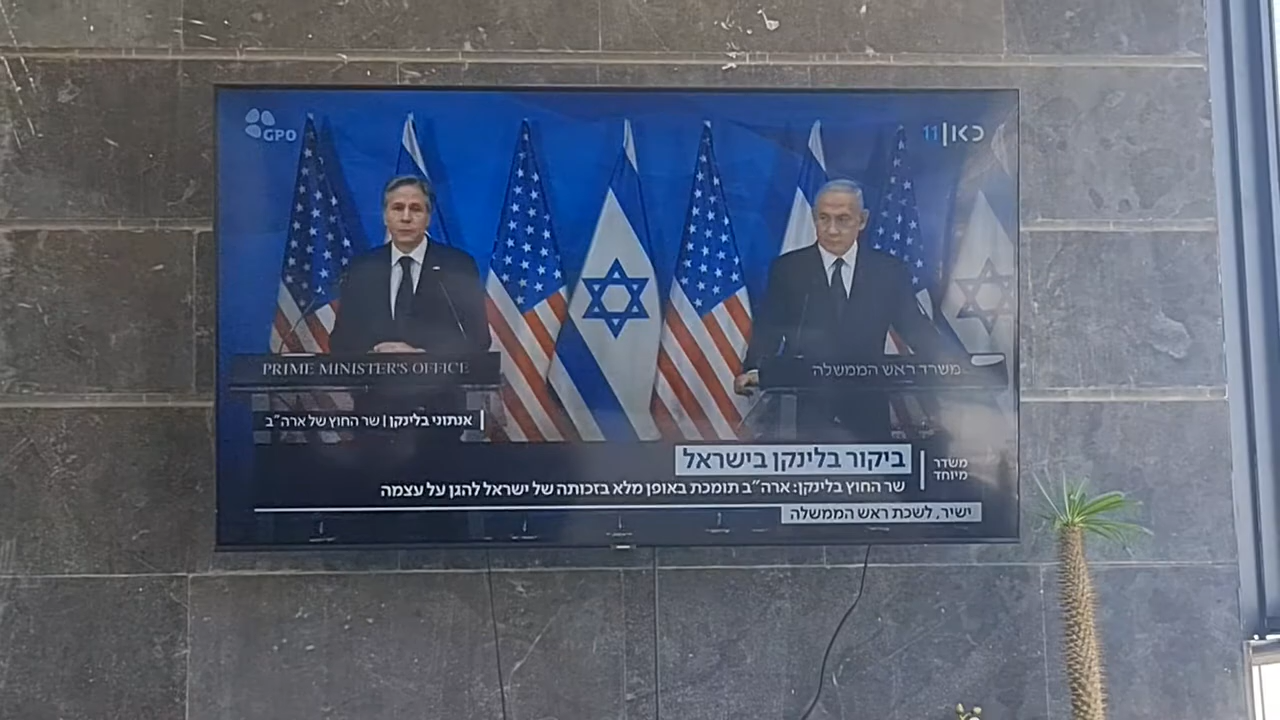 GPO
כאן 11
PRIME MINISTER'S OFFICE
משרד ראש הממשלה
אנתוני בלינקן | שר החוץ של ארה"ב
משדר מיוחד
ביקור בלינקן בישראל
שר החוץ בלינקן: ארה"ב תומכת באופן מלא בזכותה של ישראל להגן על עצמה
ישיר, לשכת ראש הממשלה